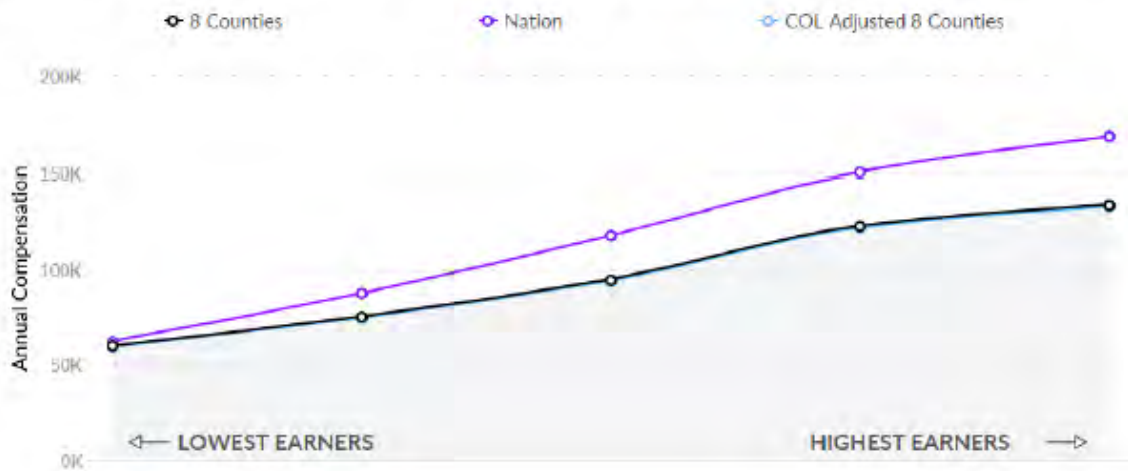 8 Counties Nation COL Adjusted 8 Counties
200K
150K
100K
50K
0K
Annual Compensation
LOWEST EARNERS HIGHEST EARNERS